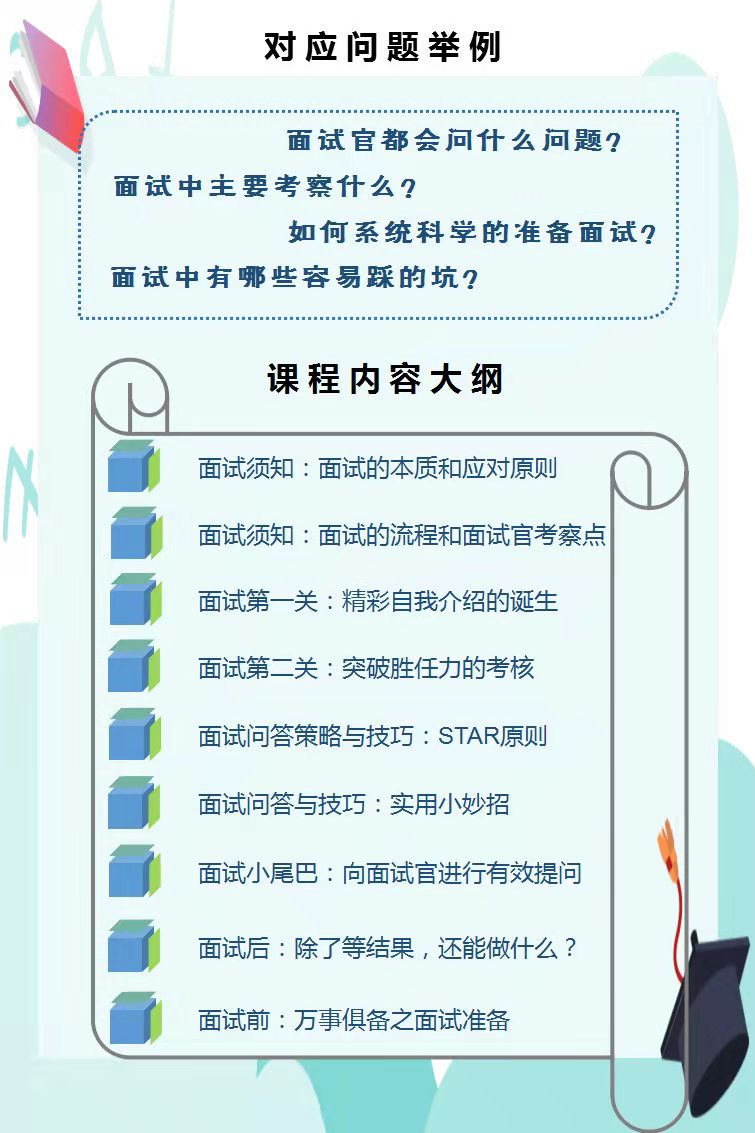 对应问题举例
面试官都会问什么问题?
面试中主要考察什么?
如何系统科学的准备面试?
面试中有哪些容易踩的坑?
课程内容大纲
面试须知：面试的本质和应对原则
面试须知：面试的流程和面试官考察点
面试第一关：精彩自我介绍的诞生
面试第二关：突破胜任力的考核
面试问答策略与技巧：STAR原则
面试问答与技巧：实用小妙招
面试小尾巴：向面试官进行有效提问
面试后：除了等结果，还能做什么？
面试前：万事俱备之面试准备